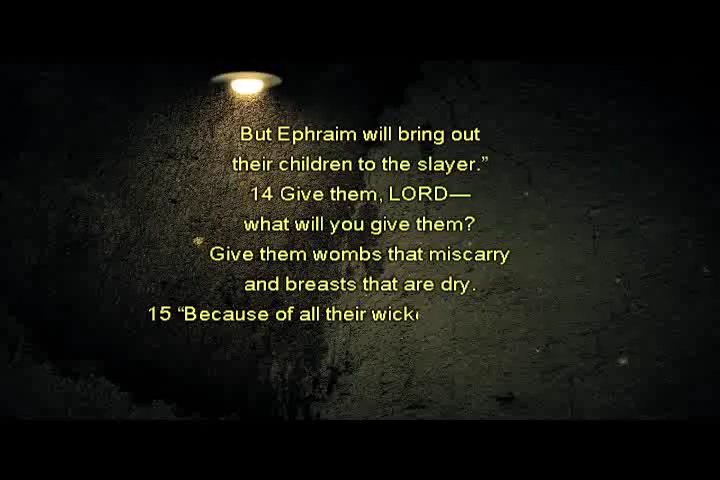 But Ephraim will bring out
their children to the slayer.”
14 Give them, LORD—
what will you give them?
Give them wombs that miscarry
and breasts that are dry.
15 “Because of all their